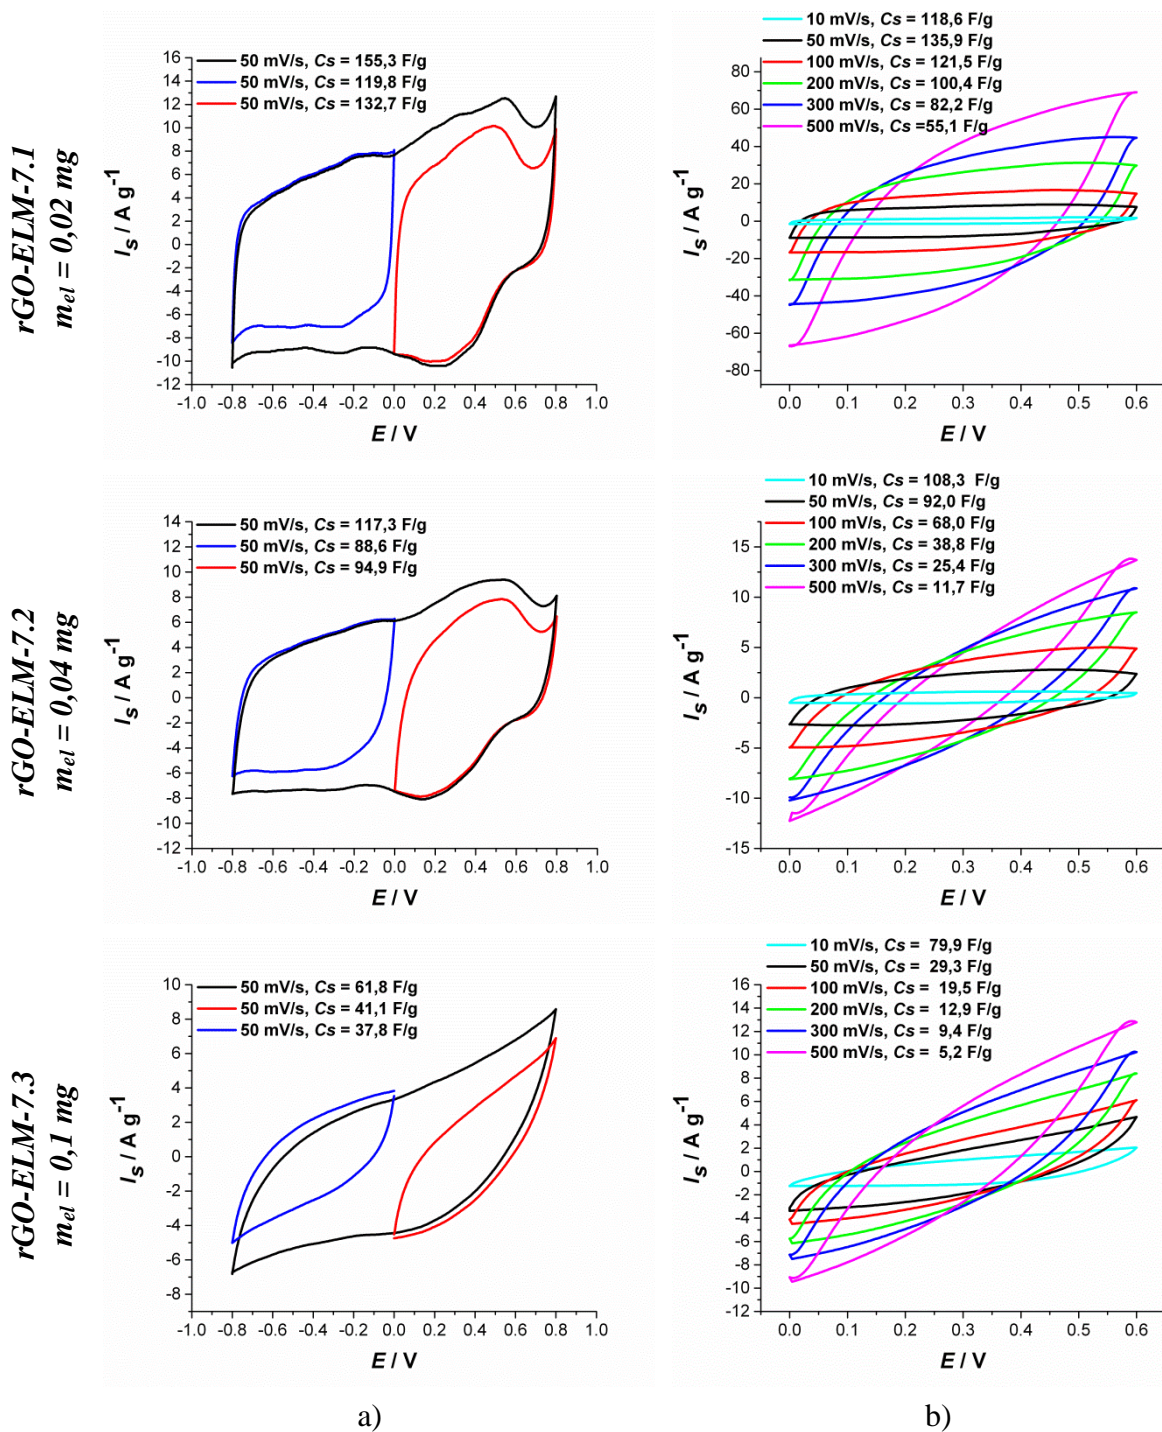 rGO-ELM-7.1
m_el = 0,02 mg
50 mV/s, Cs = 155,3 F/g
50 mV/s, Cs = 119,8 F/g
50 mV/s, Cs = 132,7 F/g
16
14
12
10
8
6
4
2
0
-2
-4
-6
-8
-10
-12
I_s / A g⁻¹
-1.0 -0.8 -0.6 -0.4 -0.2 0.0 0.2 0.4 0.6 0.8 1.0
E / V
10 mV/s, Cs = 118,6 F/g
50 mV/s, Cs = 135,9 F/g
100 mV/s, Cs = 121,5 F/g
200 mV/s, Cs = 100,4 F/g
300 mV/s, Cs = 82,2 F/g
500 mV/s, Cs =55,1 F/g
80
60
40
20
0
-20
-40
-60
-80
I_s / A g⁻¹
0.0 0.1 0.2 0.3 0.4 0.5 0.6
E / V
rGO-ELM-7.2
m_el = 0,04 mg
50 mV/s, Cs = 117,3 F/g
50 mV/s, Cs = 88,6 F/g
50 mV/s, Cs = 94,9 F/g
14
12
10
8
6
4
2
0
-2
-4
-6
-8
-10
-12
I_s / A g⁻¹
-1.0 -0.8 -0.6 -0.4 -0.2 0.0 0.2 0.4 0.6 0.8 1.0
E / V
10 mV/s, Cs = 108,3 F/g
50 mV/s, Cs = 92,0 F/g
100 mV/s, Cs = 68,0 F/g
200 mV/s, Cs = 38,8 F/g
300 mV/s, Cs = 25,4 F/g
500 mV/s, Cs = 11,7 F/g
15
10
5
0
-5
-10
-15
I_s / A g⁻¹
0.0 0.1 0.2 0.3 0.4 0.5 0.6
E / V
rGO-ELM-7.3
m_el = 0,1 mg
50 mV/s, Cs = 61,8 F/g
50 mV/s, Cs = 41,1 F/g
50 mV/s, Cs = 37,8 F/g
10
8
6
4
2
0
-2
-4
-6
-8
I_s / A g⁻¹
-1.0 -0.8 -0.6 -0.4 -0.2 0.0 0.2 0.4 0.6 0.8 1.0
E / V
10 mV/s, Cs = 79,9 F/g
50 mV/s, Cs = 29,3 F/g
100 mV/s, Cs = 19,5 F/g
200 mV/s, Cs = 12,9 F/g
300 mV/s, Cs = 9,4 F/g
500 mV/s, Cs = 5,2 F/g
16
14
12
10
8
6
4
2
0
-2
-4
-6
-8
-10
-12
I_s / A g⁻¹
0.0 0.1 0.2 0.3 0.4 0.5 0.6
E / V
a)
b)